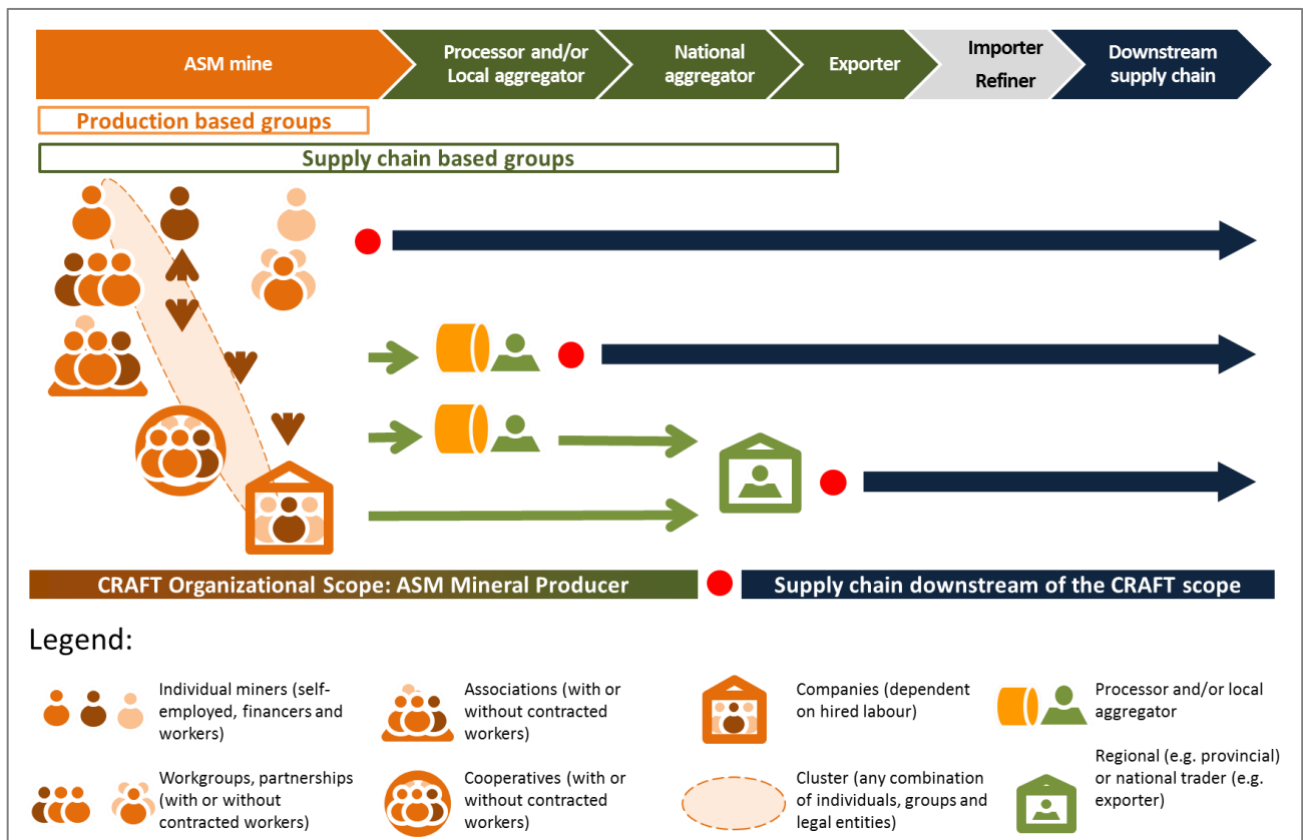 ASM mine
Processor and/or
Local aggregator
National
aggregator
Exporter
Importer
Refiner
Downstream
supply chain
Production based groups
Supply chain based groups
CRAFT Organizational Scope: ASM Mineral Producer
Supply chain downstream of the CRAFT scope
Legend:
Individual miners (self-
employed, financers and
workers)
Associations (with or
without contracted
workers)
Companies (dependent
on hired labour)
Processor and/or local
aggregator
Workgroups, partnerships
(with or without
contracted workers)
Cooperatives (with or
without contracted
workers)
Cluster (any combination
of individuals, groups and
legal entities)
Regional (e.g. provincial)
or national trader (e.g.
exporter)